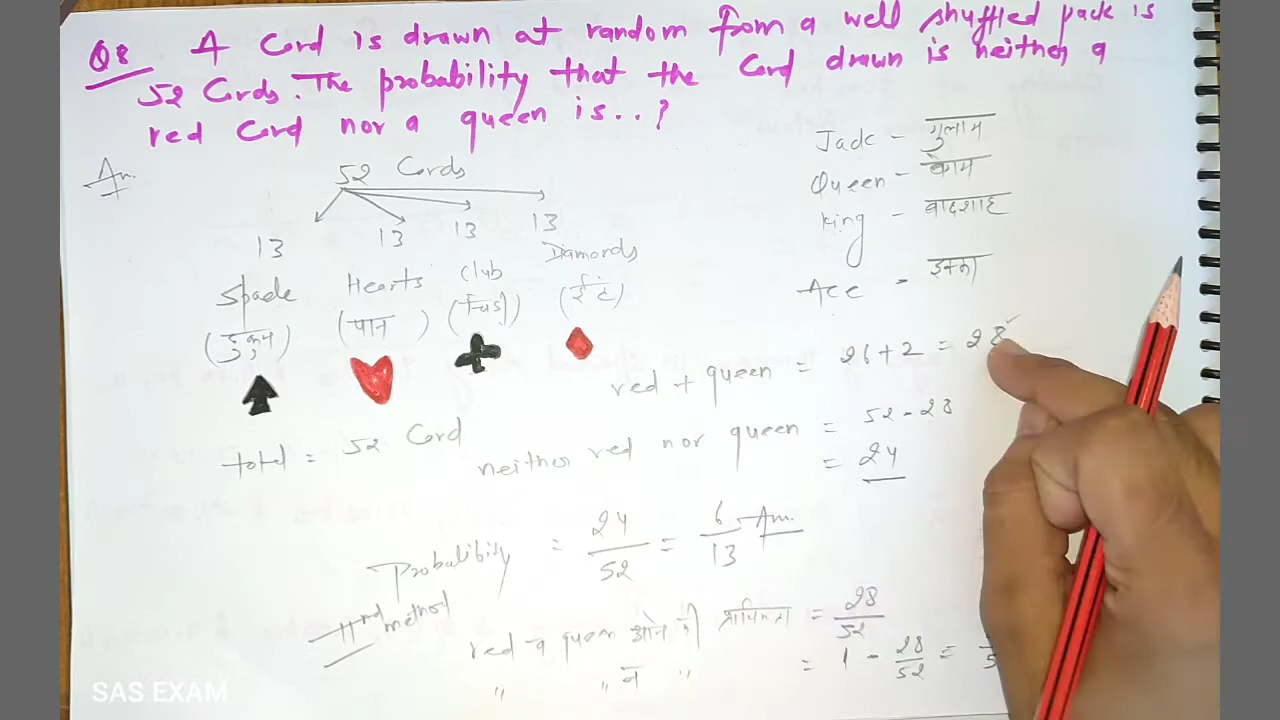 Q8 A Card is drawn at random from a well shuffled pack is
52 Cards. The probability that the Card drawn is neither a
red Card nor a queen is..?
An.
52 Cards
13 13 13 13
Spade Hearts Club Diamonds
(हुकुम) (पान) (चिड़ी) (ईंट)
total = 52 Card
Jack - गुलाम
Queen - बेगम
King - बादशाह
Ace - इक्का
red + queen = 26 + 2 = 28
neither red nor queen = 52 - 28
= 24
Probability = 24/52 = 6/13 An.
IInd method
red व queen आने की प्रायिकता = 28/52
" " न " = 1 - 28/52 =
SAS EXAM